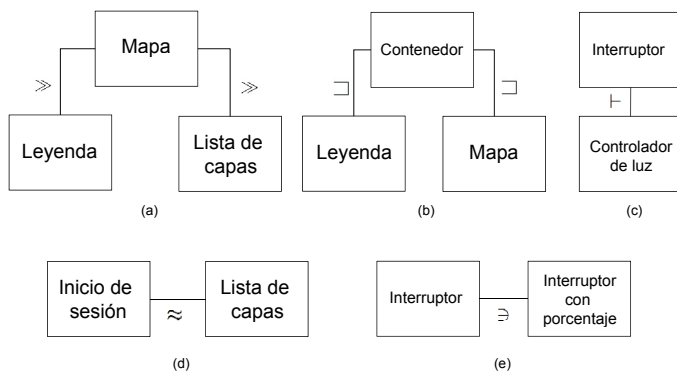 Mapa
≫
≫
Leyenda
Lista de
capas
(a)
Contenedor
⊐
⊐
Leyenda
Mapa
(b)
Interruptor
⊢
Controlador
de luz
(c)
Inicio de
sesión
≈
Lista de
capas
(d)
Interruptor
∋
Interruptor
con
porcentaje
(e)